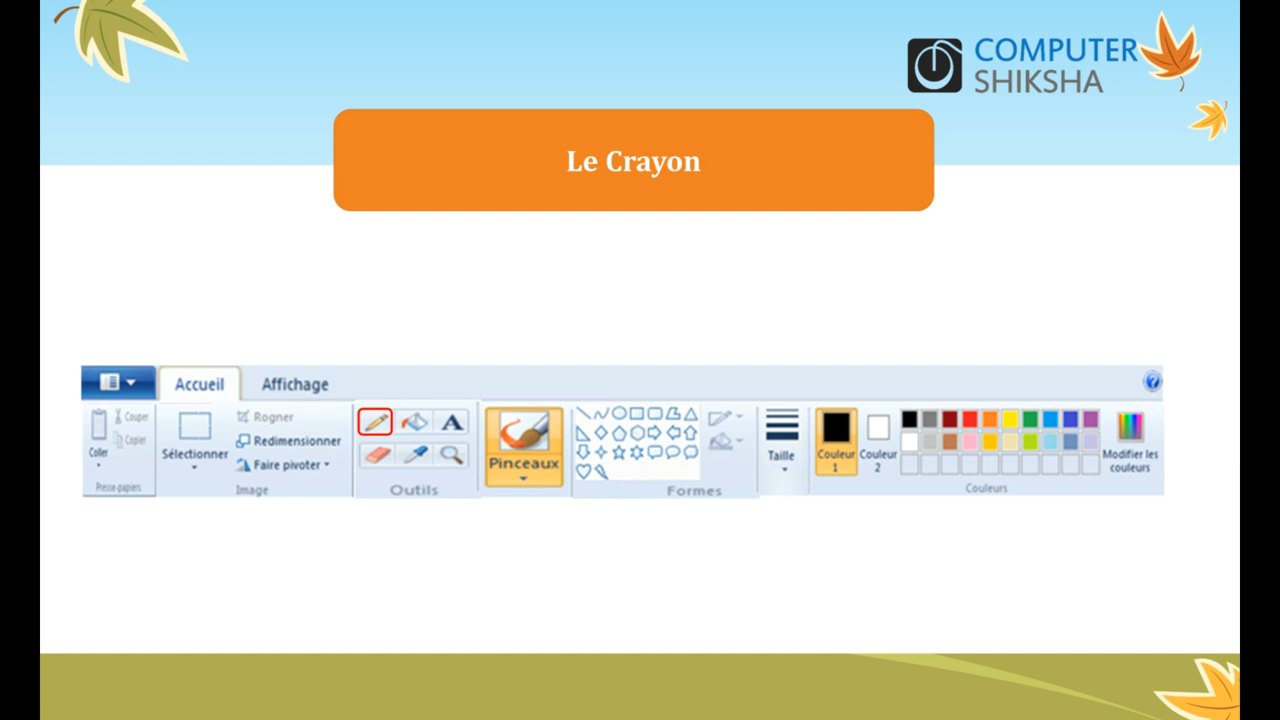 COMPUTER
SHIKSHA
Le Crayon
Accueil
Affichage
Coller
Couper
Copier
Presse-papiers
Sélectionner
Rogner
Redimensionner
Faire pivoter
Image
A
Outils
Pinceaux
Formes
Taille
Couleur
1
Couleur
2
Modifier les
couleurs
Couleurs